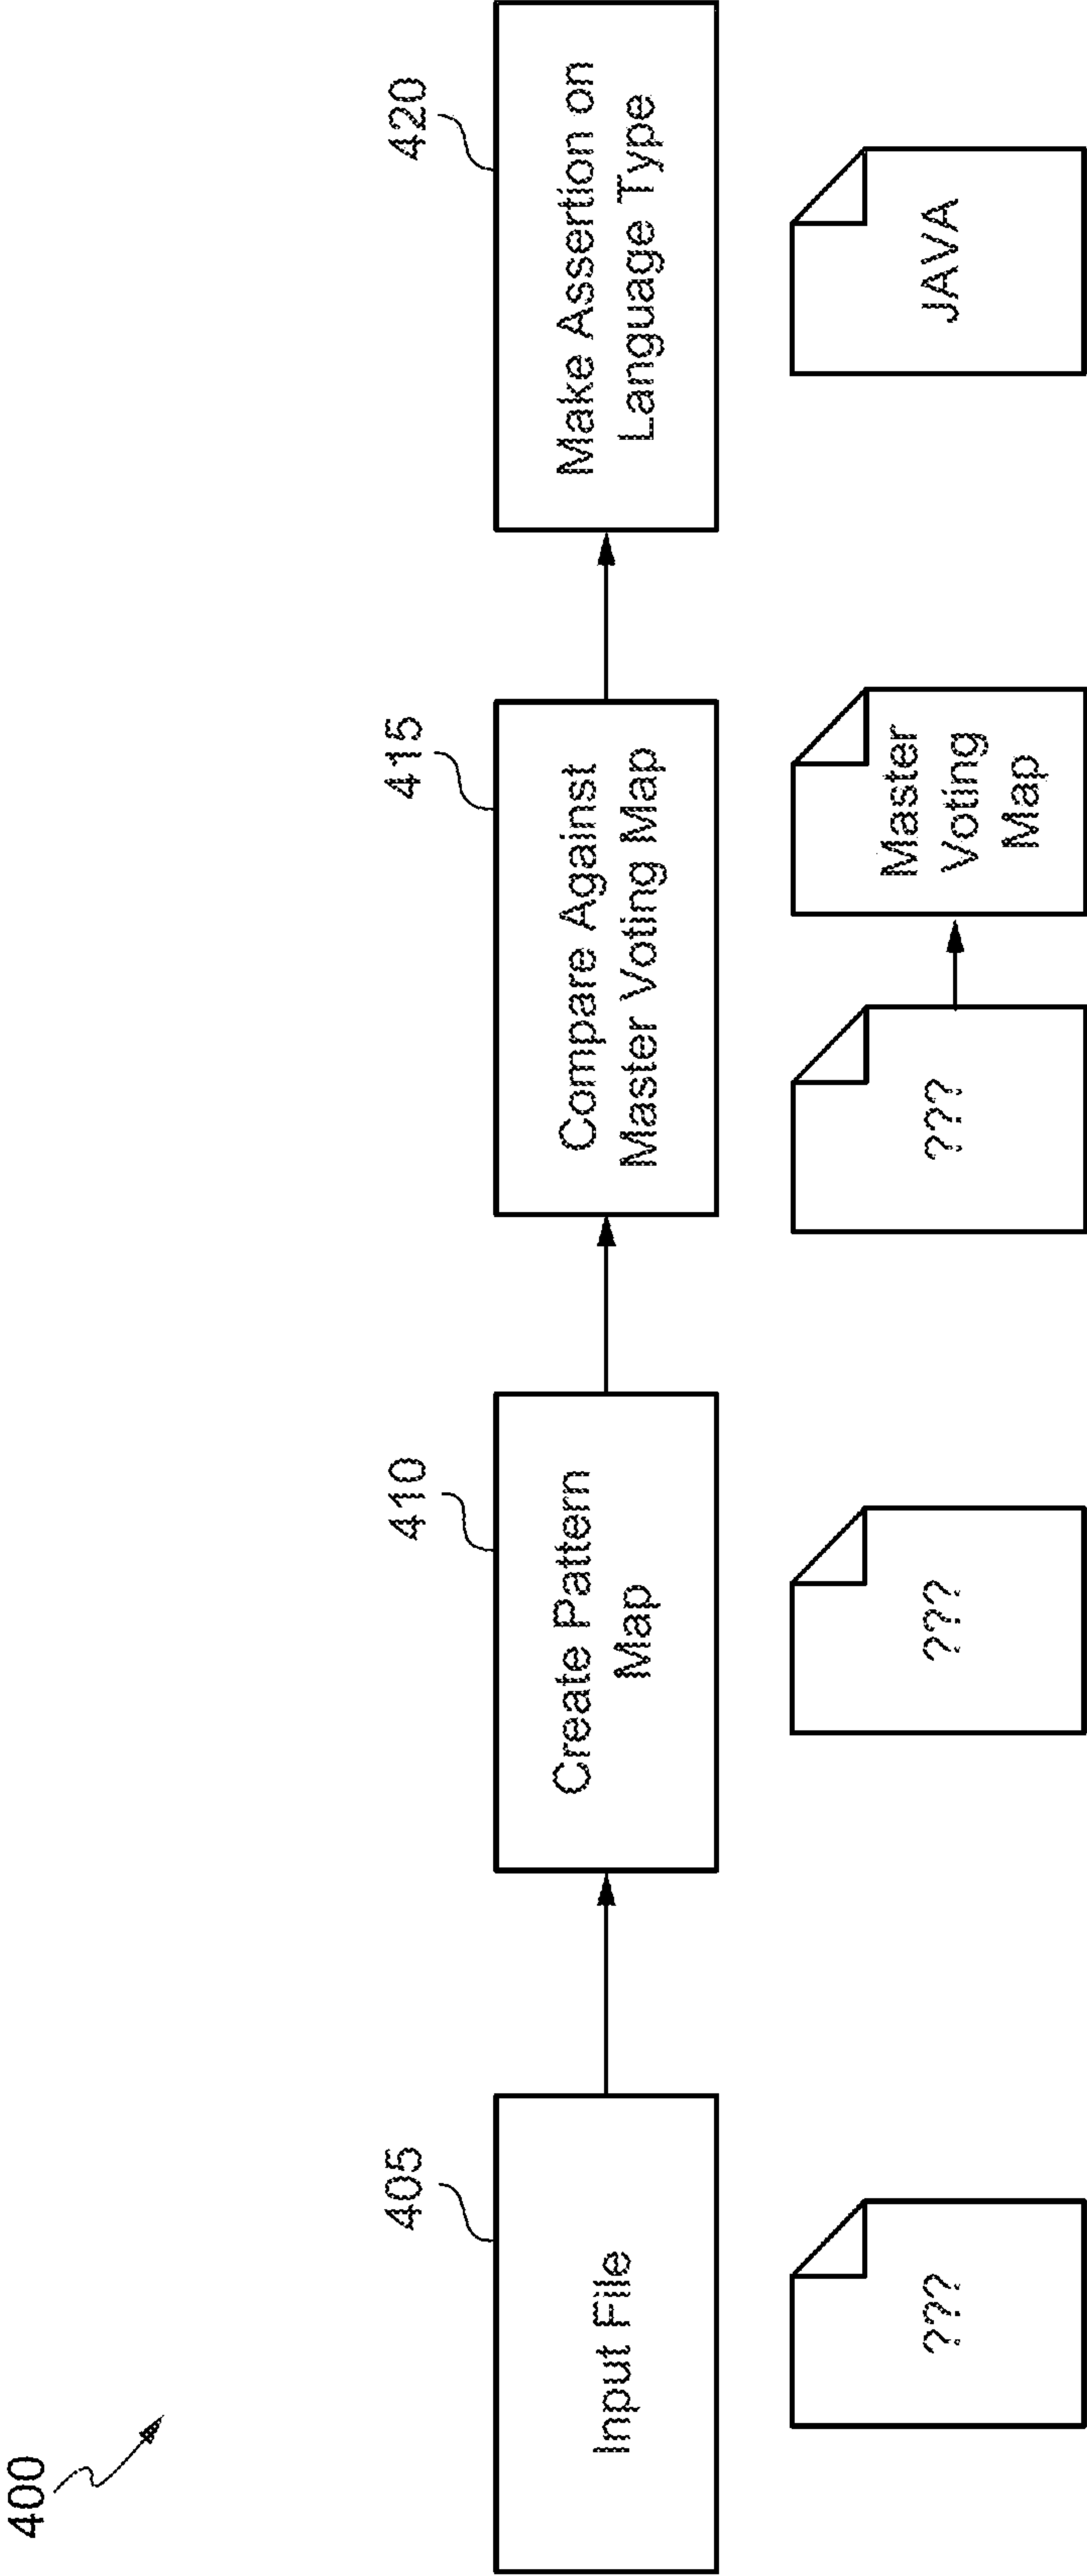 400
405
Input File
???
410
Create Pattern
Map
???
415
Compare Against
Master Voting Map
???
Master
Voting
Map
420
Make Assertion on
Language Type
JAVA